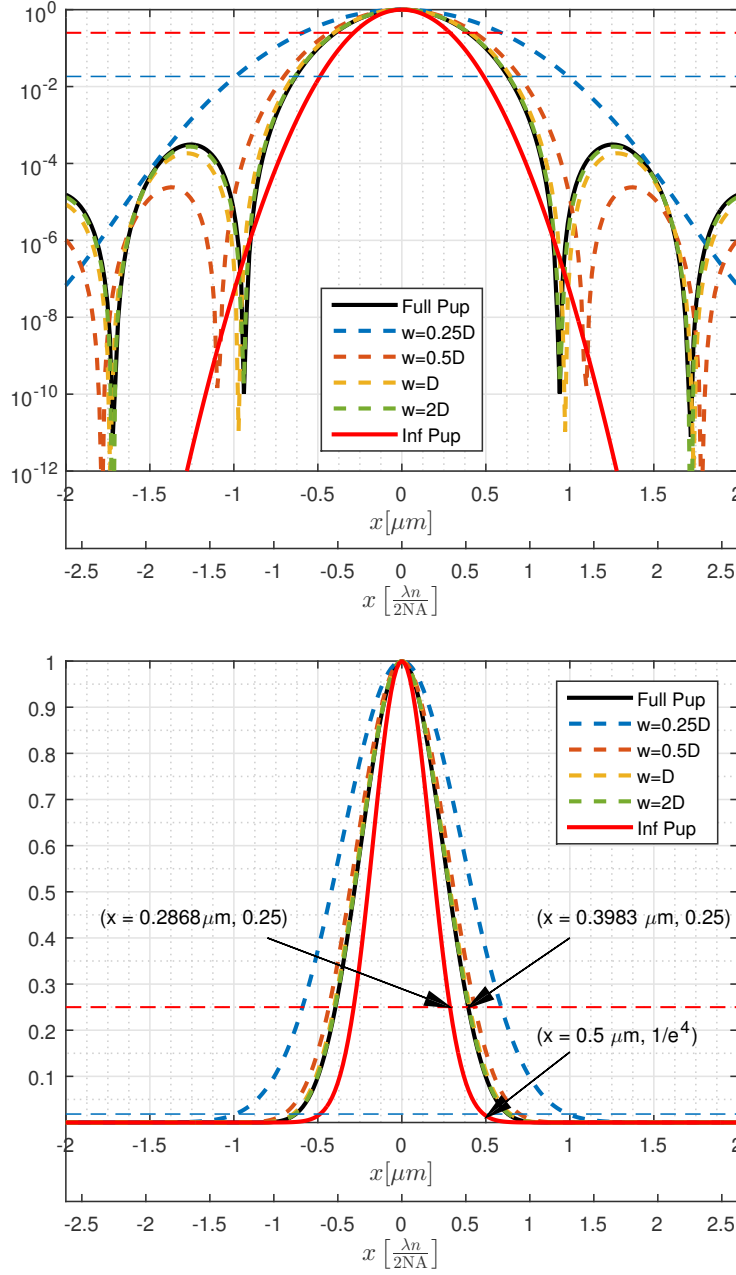 10^0
10^-2
10^-4
10^-6
10^-8
10^-10
10^-12
Full Pup
w=0.25D
w=0.5D
w=D
w=2D
Inf Pup
-2 -1.5 -1 -0.5 0 0.5 1 1.5 2
x[μm]
-2.5 -2 -1.5 -1 -0.5 0 0.5 1 1.5 2 2.5
x [λn/2NA]
1
0.9
0.8
0.7
0.6
0.5
0.4
0.3
0.2
0.1
Full Pup
w=0.25D
w=0.5D
w=D
w=2D
Inf Pup
(x = 0.2868 μm, 0.25)
(x = 0.3983 μm, 0.25)
(x = 0.5 μm, 1/e^4)
-2 -1.5 -1 -0.5 0 0.5 1 1.5 2
x[μm]
-2.5 -2 -1.5 -1 -0.5 0 0.5 1 1.5 2 2.5
x [λn/2NA]